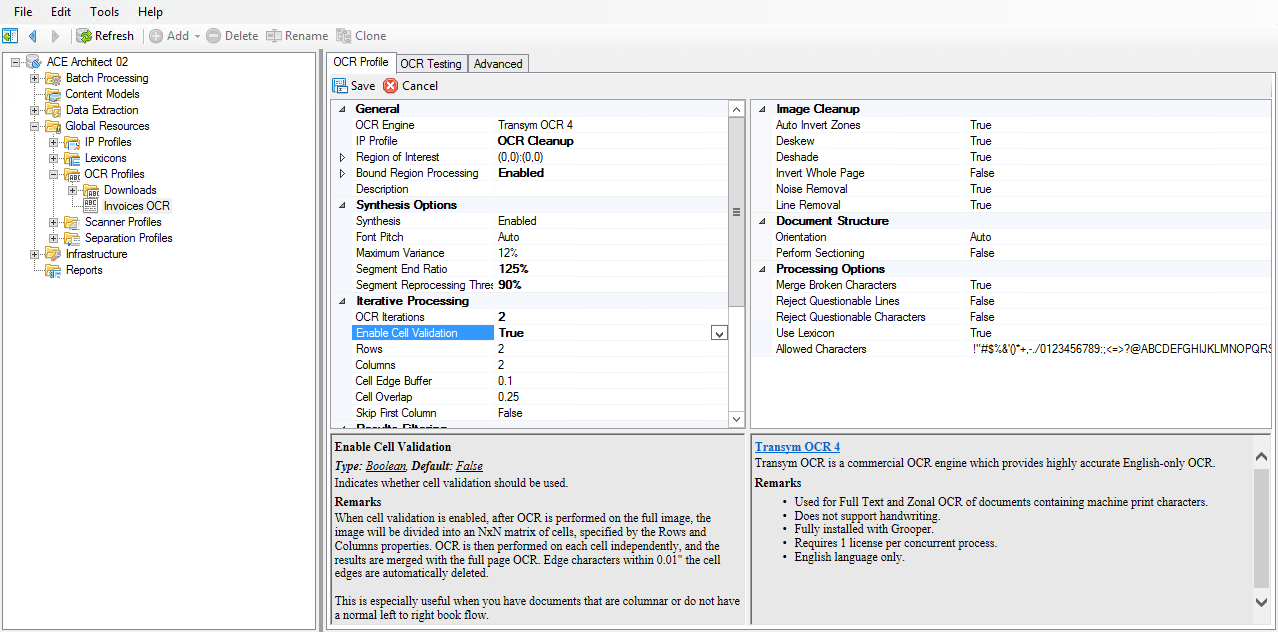 File Edit Tools Help
Refresh Add Delete Rename Clone
ACE Architect 02
Batch Processing
Content Models
Data Extraction
Global Resources
IP Profiles
Lexicons
OCR Profiles
Downloads
Invoices OCR
Scanner Profiles
Separation Profiles
Infrastructure
Reports
OCR Profile OCR Testing Advanced
Save Cancel
General
OCR Engine Transym OCR 4
IP Profile OCR Cleanup
Region of Interest (0,0):(0,0)
Bound Region Processing Enabled
Description
Synthesis Options
Synthesis Enabled
Font Pitch Auto
Maximum Variance 12%
Segment End Ratio 125%
Segment Reprocessing Thres 90%
Iterative Processing
OCR Iterations 2
Enable Cell Validation True
Rows 2
Columns 2
Cell Edge Buffer 0.1
Cell Overlap 0.25
Skip First Column False
Results Filtering
Image Cleanup
Auto Invert Zones True
Deskew True
Deshade True
Invert Whole Page False
Noise Removal True
Line Removal True
Document Structure
Orientation Auto
Perform Sectioning False
Processing Options
Merge Broken Characters True
Reject Questionable Lines False
Reject Questionable Characters False
Use Lexicon True
Allowed Characters !"#$%&'()*+,-./0123456789:;<=>?@ABCDEFGHIJKLMNOPQRS
Enable Cell Validation
Type: Boolean, Default: False
Indicates whether cell validation should be used.
Remarks
When cell validation is enabled, after OCR is performed on the full image, the
image will be divided into an NxN matrix of cells, specified by the Rows and
Columns properties. OCR is then performed on each cell independently, and the
results are merged with the full page OCR. Edge characters within 0.01" the cell
edges are automatically deleted.
This is especially useful when you have documents that are columnar or do not have
a normal left to right book flow.
Transym OCR 4
Transym OCR is a commercial OCR engine which provides highly accurate English-only OCR.
Remarks
• Used for Full Text and Zonal OCR of documents containing machine print characters.
• Does not support handwriting.
• Fully installed with Grooper.
• Requires 1 license per concurrent process.
• English language only.